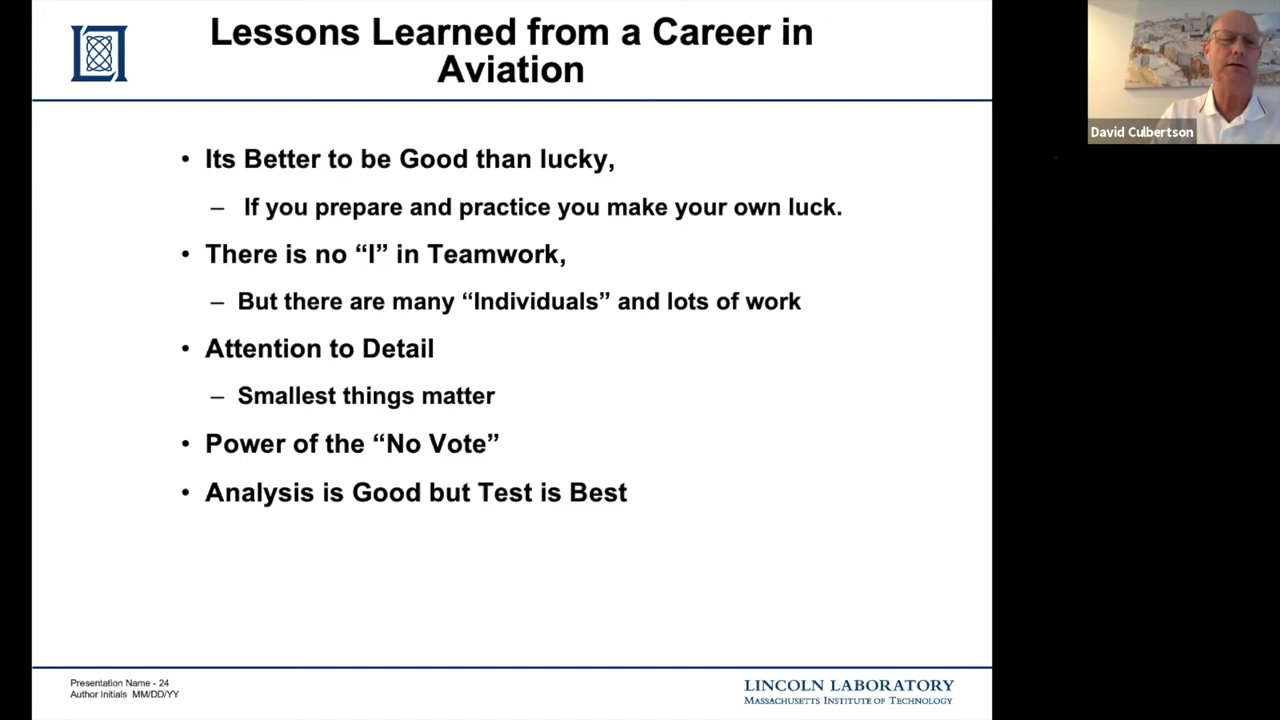 Lessons Learned from a Career in
Aviation
David Culbertson
• Its Better to be Good than lucky,
– If you prepare and practice you make your own luck.
• There is no “I” in Teamwork,
– But there are many “Individuals” and lots of work
• Attention to Detail
– Smallest things matter
• Power of the “No Vote”
• Analysis is Good but Test is Best
Presentation Name - 24
Author Initials MM/DD/YY
LINCOLN LABORATORY
MASSACHUSETTS INSTITUTE OF TECHNOLOGY